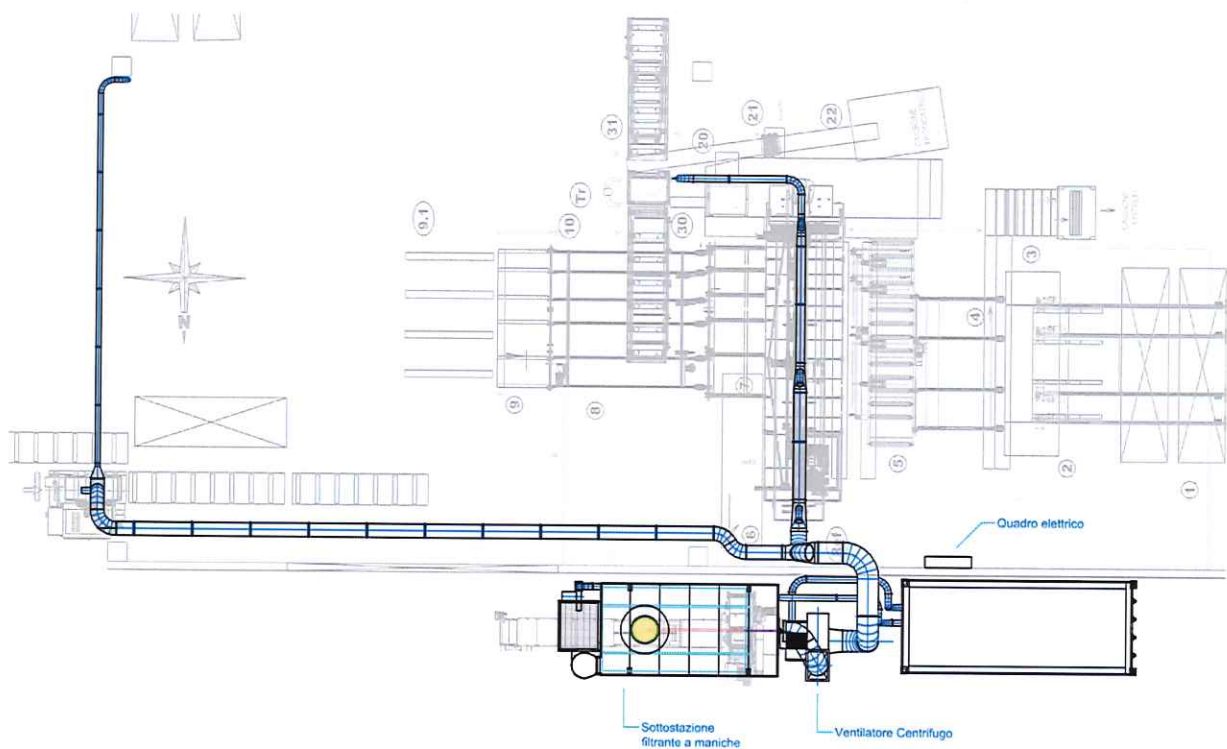 31
21
22
20
Tr
9.1
10
30
3
4
7
9
8
5
2
1
6
N
Quadro elettrico
Sottostazione
filtrante a maniche
Ventilatore Centrifugo